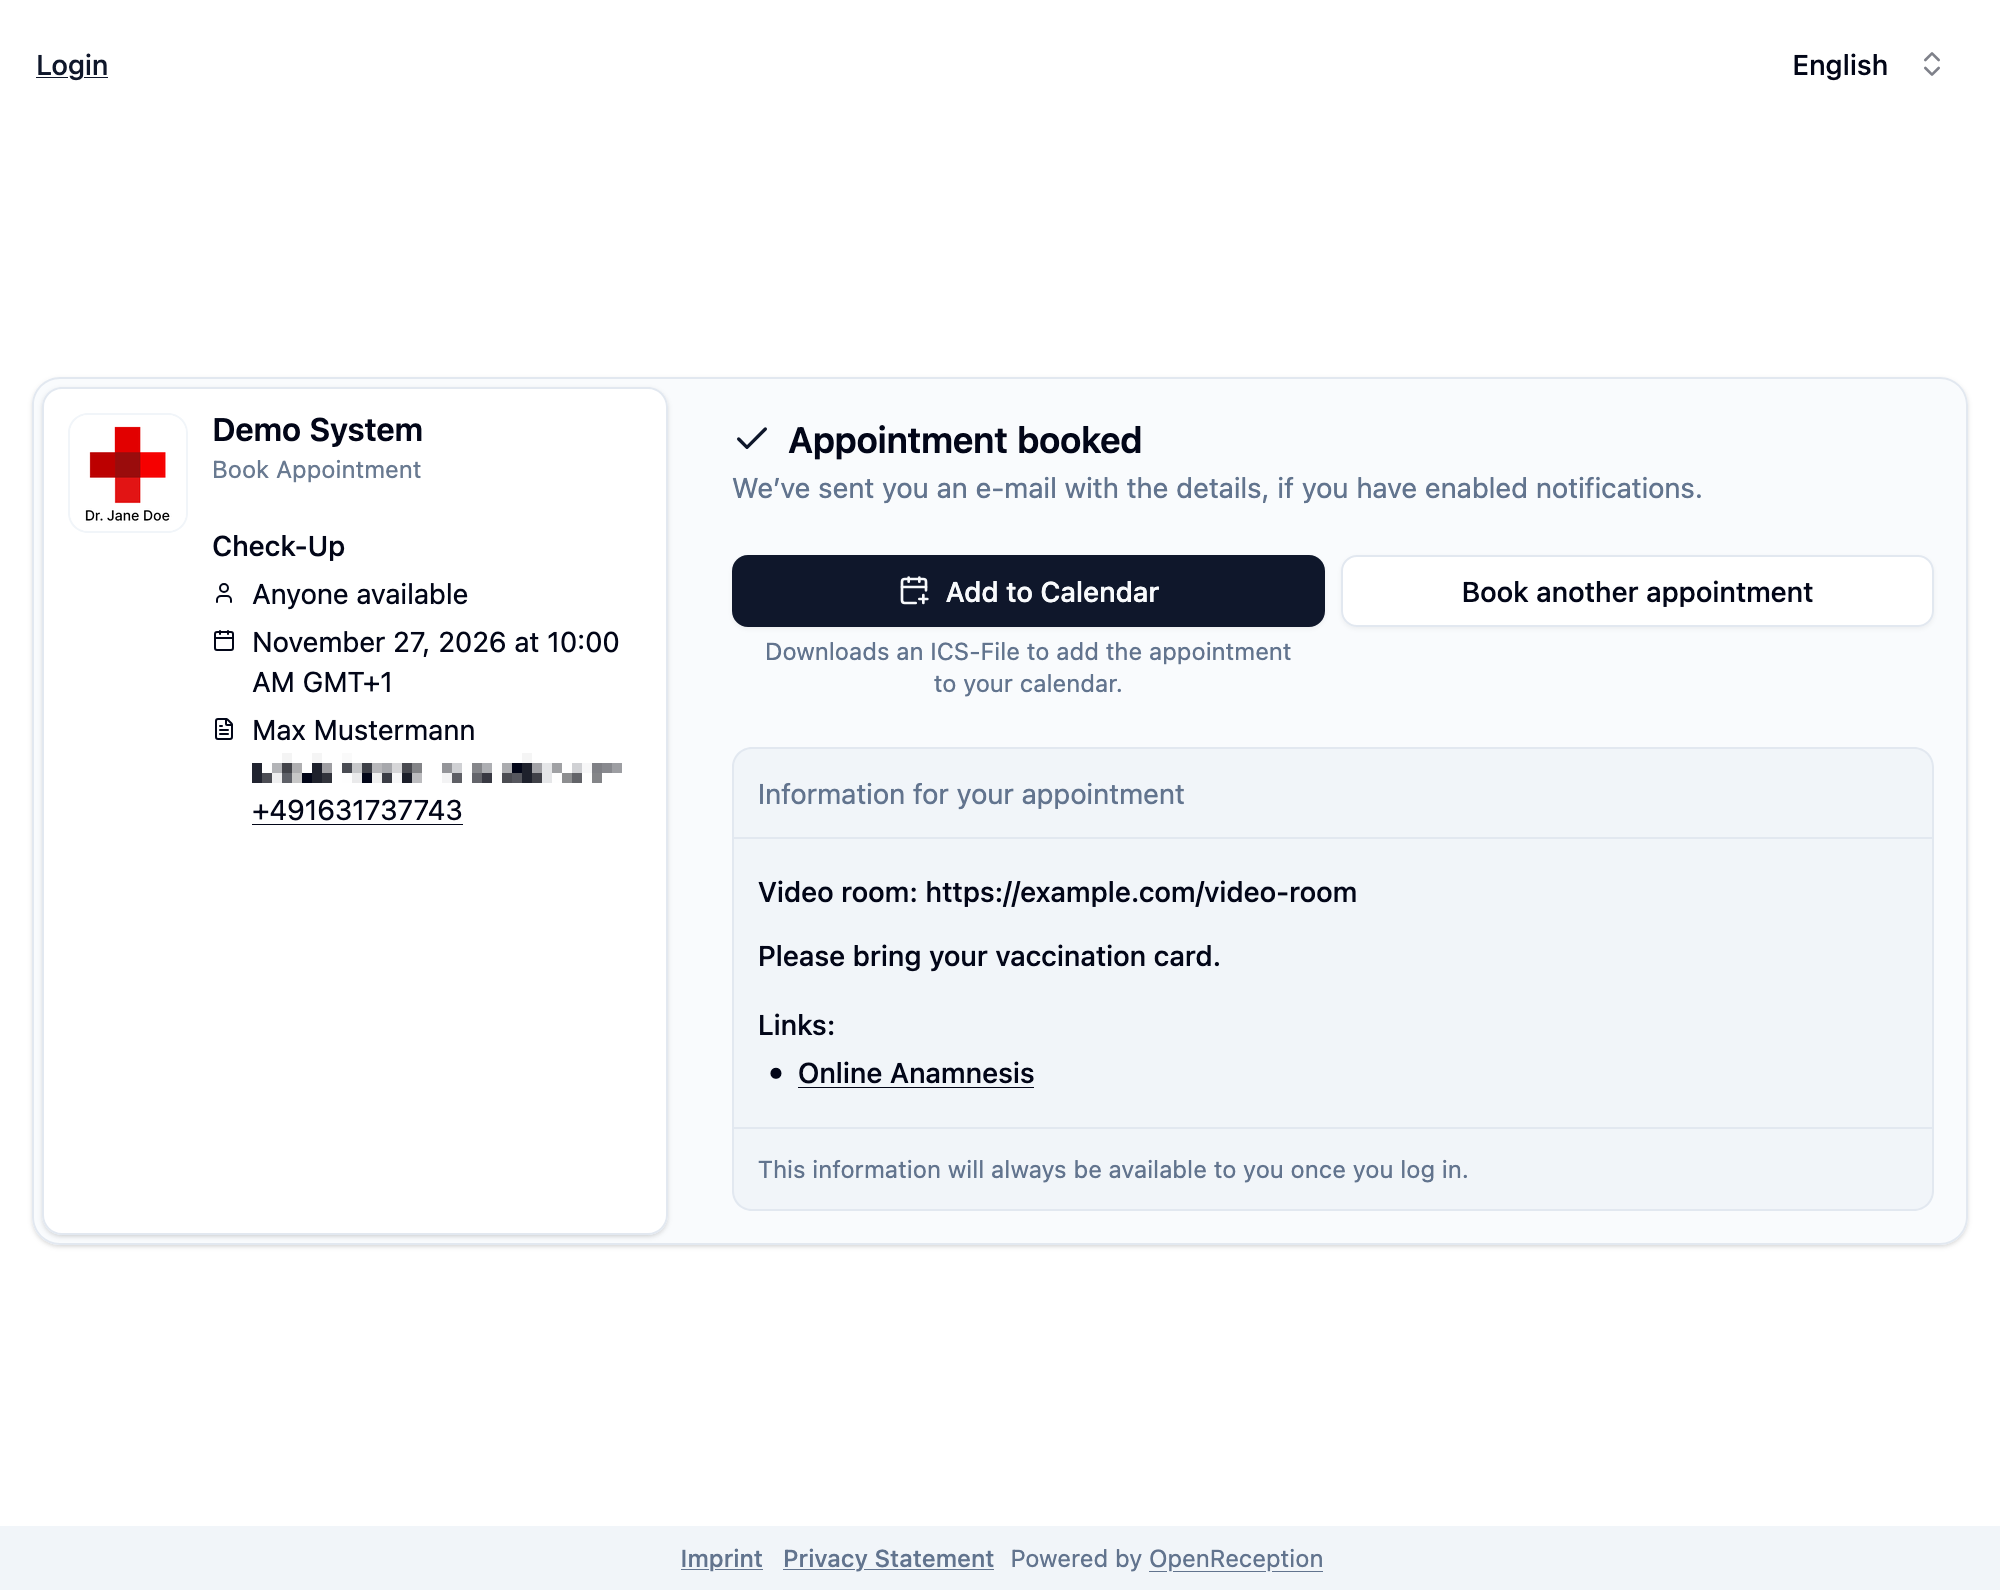 Login
English
Demo System
Book Appointment
Dr. Jane Doe
Check-Up
Anyone available
November 27, 2026 at 10:00
AM GMT+1
Max Mustermann
+491631737743
Appointment booked
We’ve sent you an e-mail with the details, if you have enabled notifications.
Add to Calendar
Book another appointment
Downloads an ICS-File to add the appointment
to your calendar.
Information for your appointment
Video room: https://example.com/video-room
Please bring your vaccination card.
Links:
• Online Anamnesis
This information will always be available to you once you log in.
Imprint Privacy Statement Powered by OpenReception